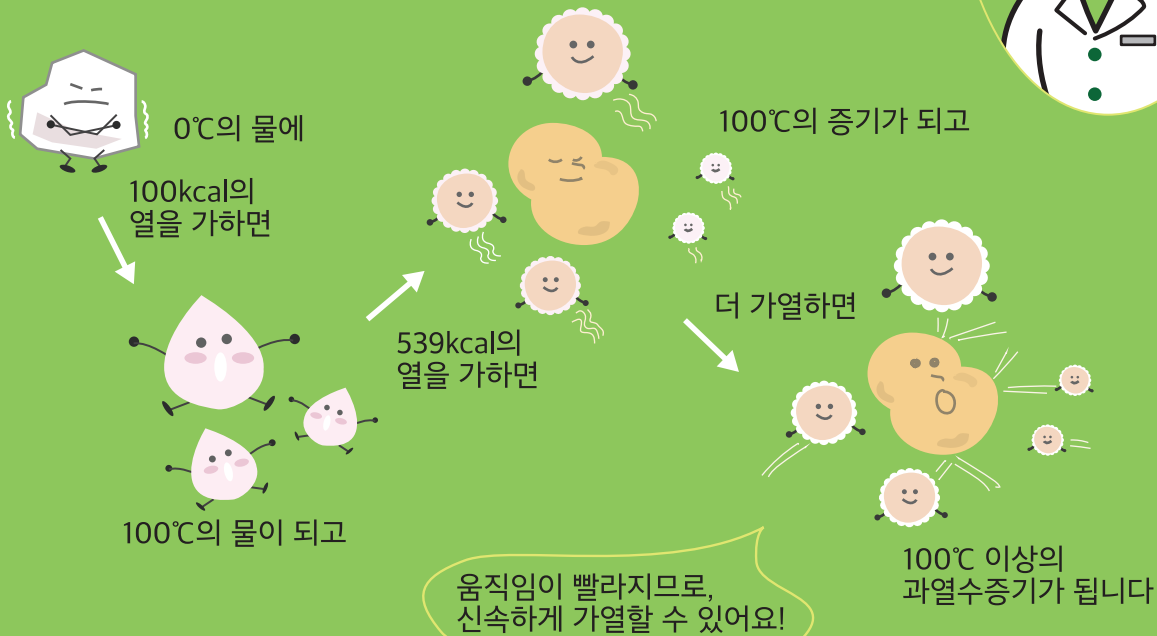 0℃의 물에
100kcal의
열을 가하면
100℃의 물이 되고
539kcal의
열을 가하면
100℃의 증기가 되고
더 가열하면
100℃ 이상의
과열수증기가 됩니다
움직임이 빨라지므로,
신속하게 가열할 수 있어요!